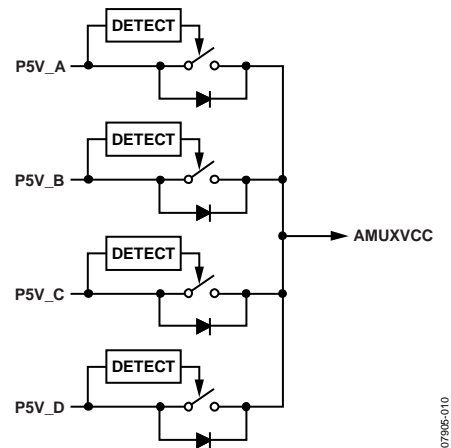 DETECT
P5V_A
DETECT
P5V_B
AMUXVCC
DETECT
P5V_C
DETECT
P5V_D
07905-010